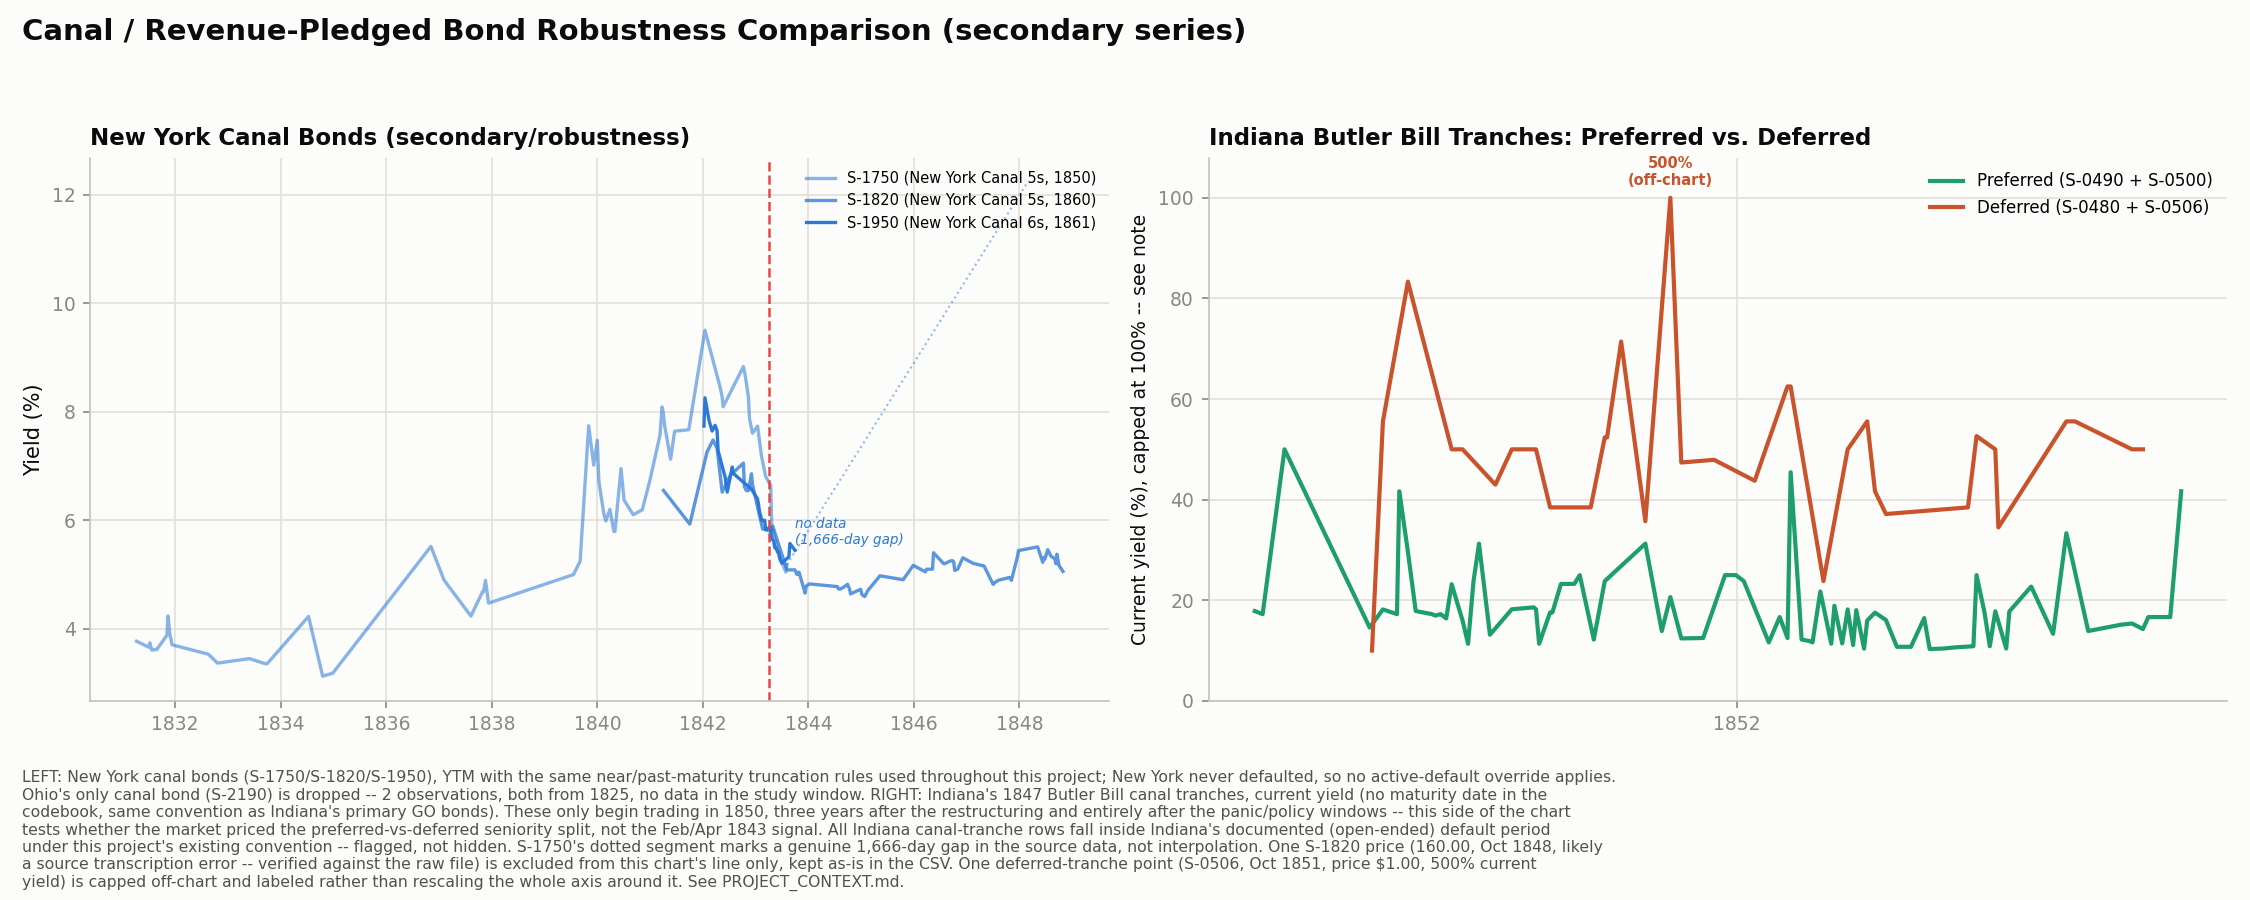 Canal / Revenue-Pledged Bond Robustness Comparison (secondary series)
New York Canal Bonds (secondary/robustness)
Yield (%)
12
10
8
6
4
1832
1834
1836
1838
1840
1842
1844
1846
1848
S-1750 (New York Canal 5s, 1850)
S-1820 (New York Canal 5s, 1860)
S-1950 (New York Canal 6s, 1861)
no data
(1,666-day gap)
Indiana Butler Bill Tranches: Preferred vs. Deferred
Current yield (%), capped at 100% -- see note
100
80
60
40
20
0
1852
500%
(off-chart)
Preferred (S-0490 + S-0500)
Deferred (S-0480 + S-0506)
LEFT: New York canal bonds (S-1750/S-1820/S-1950), YTM with the same near/past-maturity truncation rules used throughout this project; New York never defaulted, so no active-default override applies.
Ohio's only canal bond (S-2190) is dropped -- 2 observations, both from 1825, no data in the study window. RIGHT: Indiana's 1847 Butler Bill canal tranches, current yield (no maturity date in the
codebook, same convention as Indiana's primary GO bonds). These only begin trading in 1850, three years after the restructuring and entirely after the panic/policy windows -- this side of the chart
tests whether the market priced the preferred-vs-deferred seniority split, not the Feb/Apr 1843 signal. All Indiana canal-tranche rows fall inside Indiana's documented (open-ended) default period
under this project's existing convention -- flagged, not hidden. S-1750's dotted segment marks a genuine 1,666-day gap in the source data, not interpolation. One S-1820 price (160.00, Oct 1848, likely
a source transcription error -- verified against the raw file) is excluded from this chart's line only, kept as-is in the CSV. One deferred-tranche point (S-0506, Oct 1851, price $1.00, 500% current
yield) is capped off-chart and labeled rather than rescaling the whole axis around it. See PROJECT_CONTEXT.md.